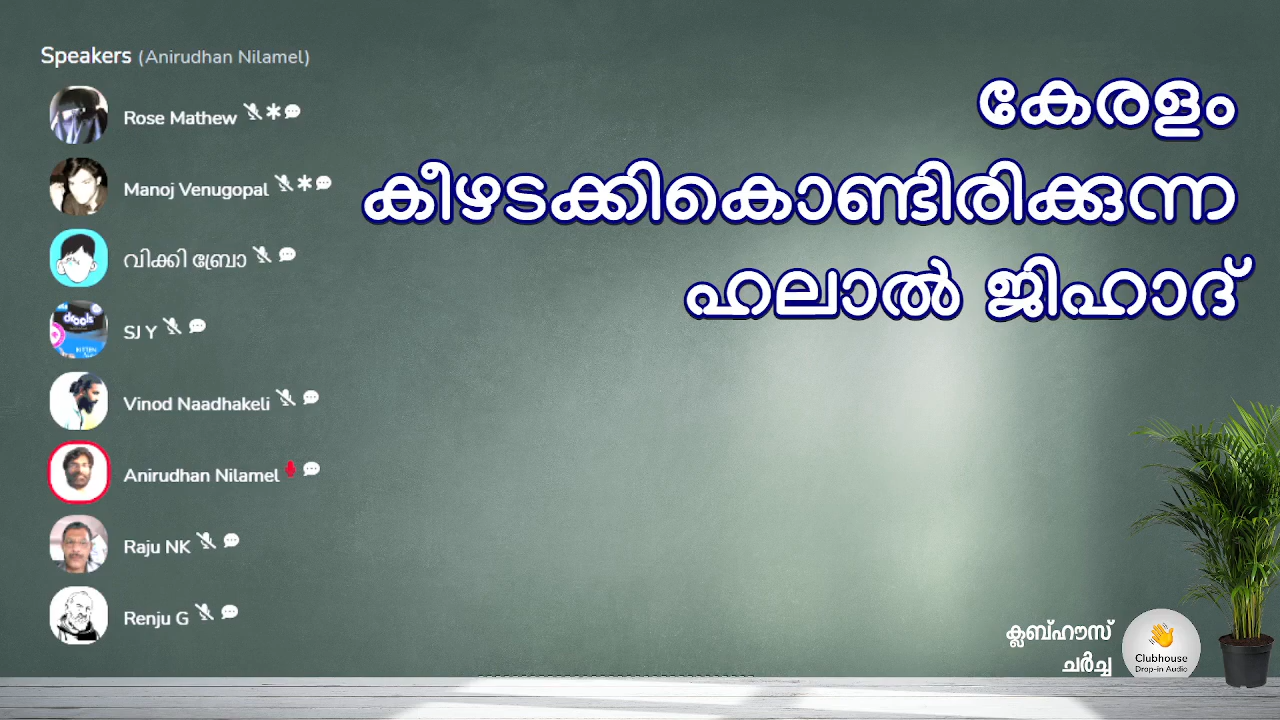 Speakers (Anirudhan Nilamel)
Rose Mathew
Manoj Venugopal
വിക്കി ബ്രോ
SJ Y
Vinod Naadhakeli
Anirudhan Nilamel
Raju NK
Renju G
കേരളം
കീഴടക്കികൊണ്ടിരിക്കുന്ന
ഹലാൽ ജിഹാദ്
ക്ലബ്ഹൗസ്
ചർച്ച
Clubhouse
Drop-in Audio
drools